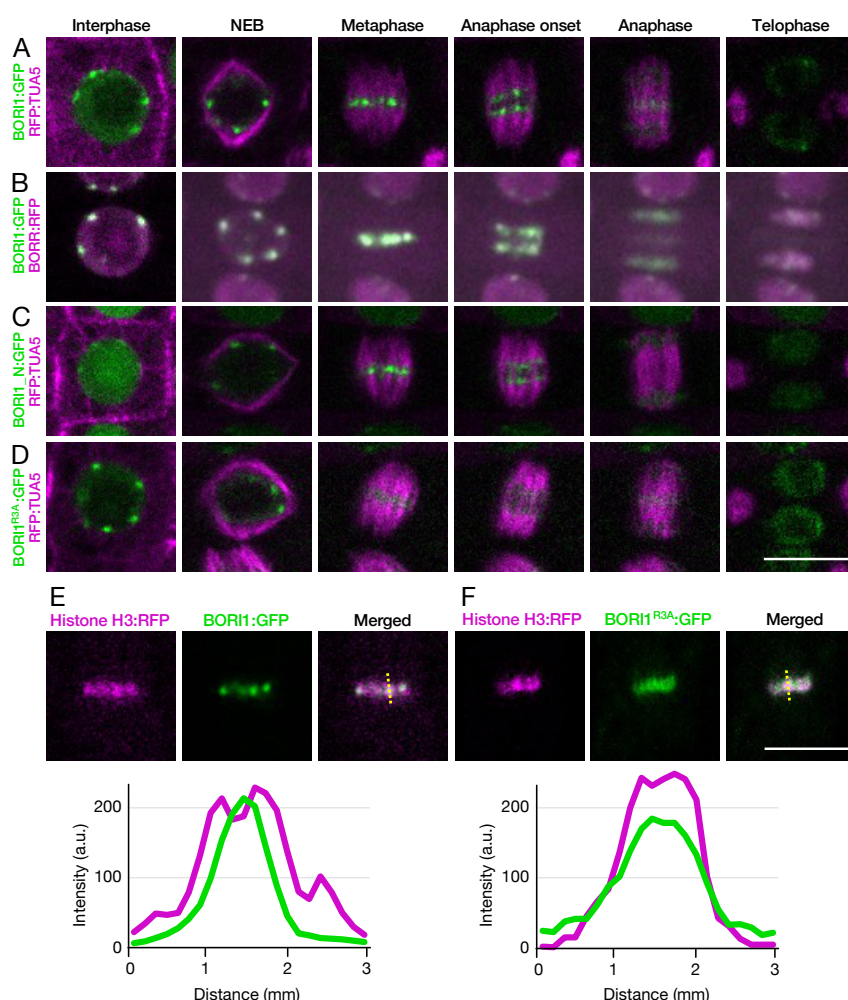 Interphase NEB Metaphase Anaphase onset Anaphase Telophase
A
BORI1:GFP
RFP:TUA5
B
BORI1:GFP
BORR:RFP
C
BORI1_N:GFP
RFP:TUA5
D
BORI1R3A:GFP
RFP:TUA5
E
Histone H3:RFP BORI1:GFP Merged
F
Histone H3:RFP BORI1R3A:GFP Merged
Intensity (a.u.)
200
100
0
0 1 2 3
Distance (mm)
Intensity (a.u.)
200
100
0
0 1 2 3
Distance (mm)